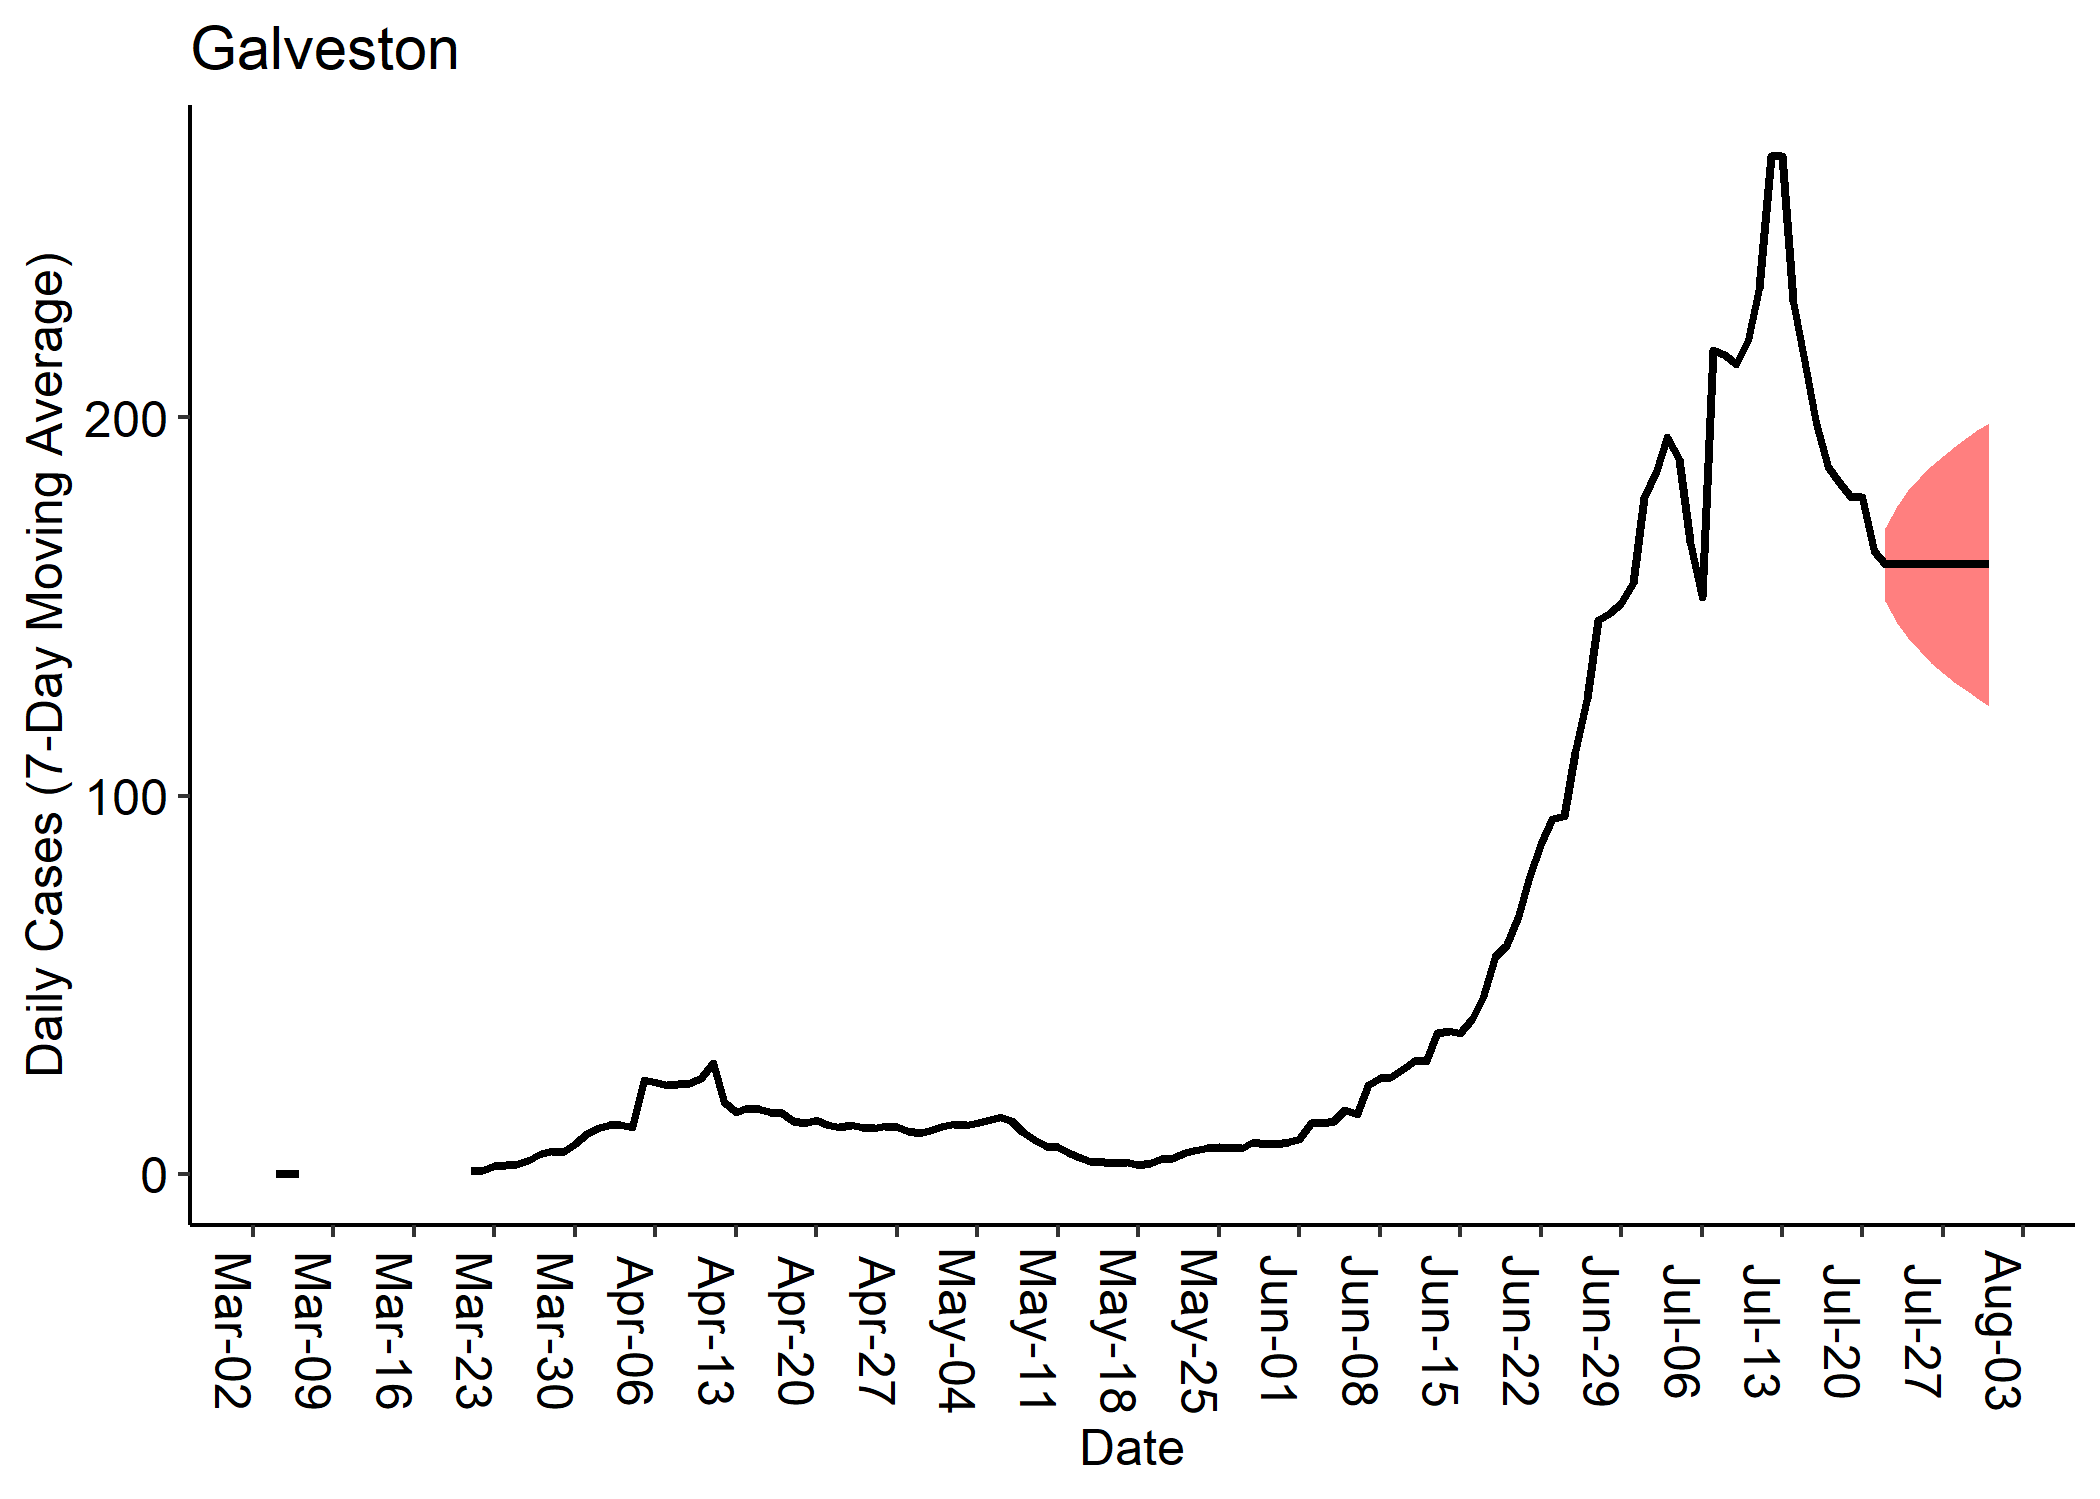 Galveston
Daily Cases (7-Day Moving Average)
200
100
0
Mar-02
Mar-09
Mar-16
Mar-23
Mar-30
Apr-06
Apr-13
Apr-20
Apr-27
May-04
May-11
May-18
May-25
Jun-01
Jun-08
Jun-15
Jun-22
Jun-29
Jul-06
Jul-13
Jul-20
Jul-27
Aug-03
Date